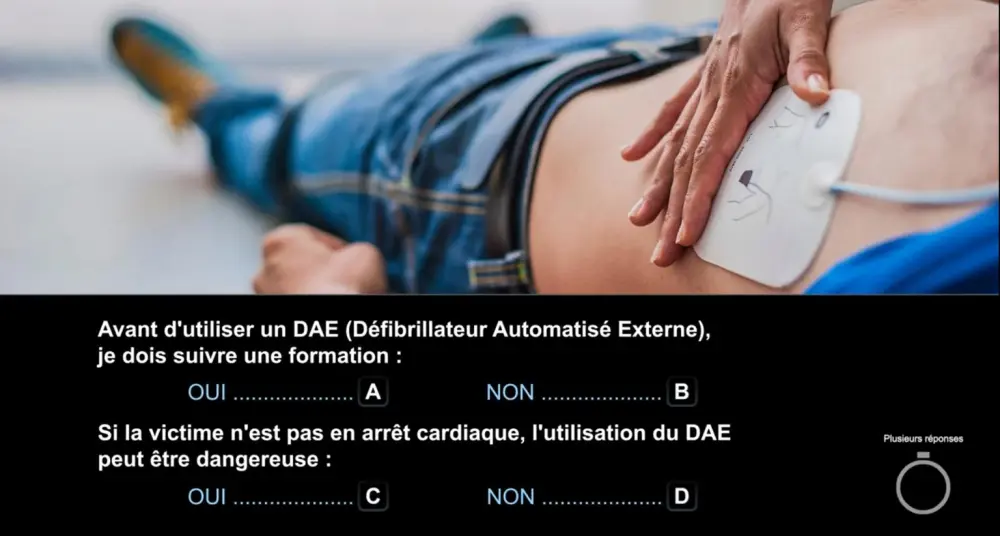 Avant d'utiliser un DAE (Défibrillateur Automatisé Externe),
je dois suivre une formation :
OUI .................... A NON .................... B
Si la victime n'est pas en arrêt cardiaque, l'utilisation du DAE
peut être dangereuse :
Plusieurs réponses
OUI .................... C NON .................... D